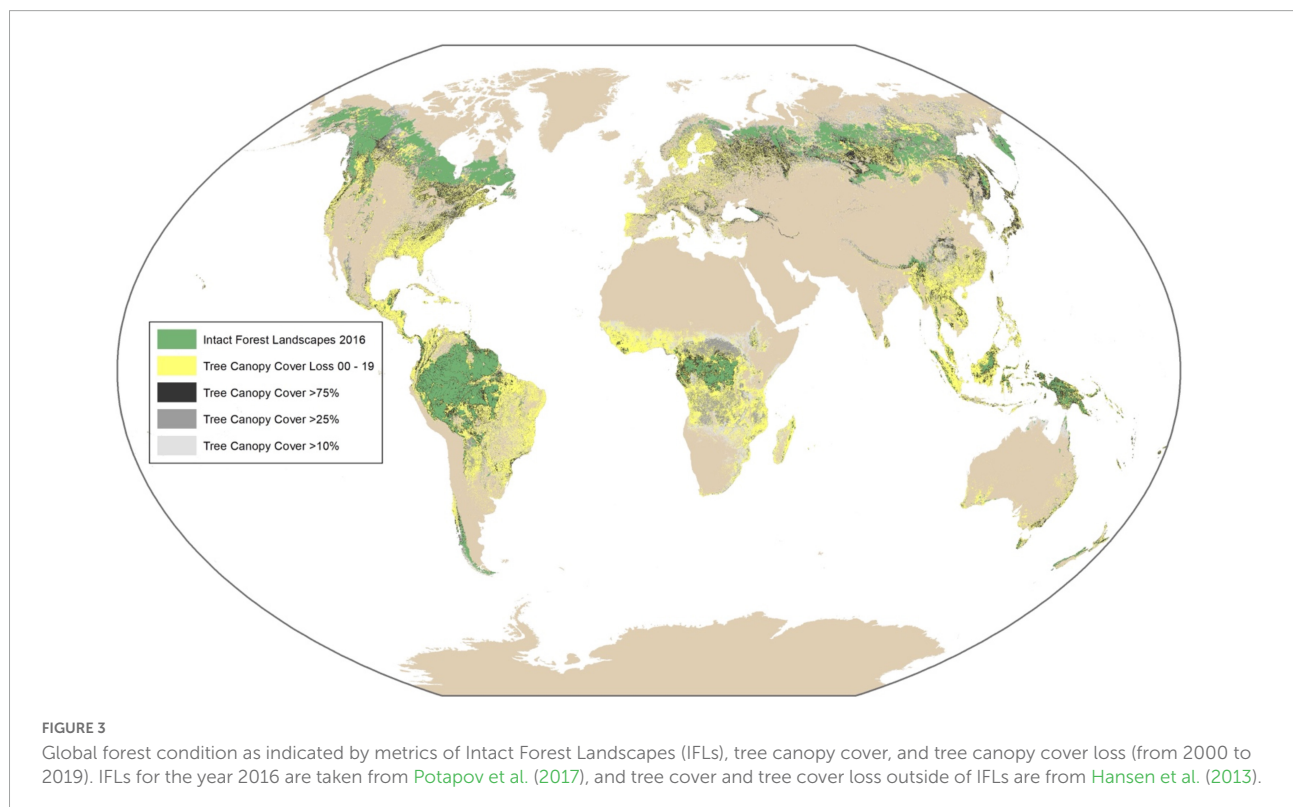 Intact Forest Landscapes 2016
Tree Canopy Cover Loss 00 - 19
Tree Canopy Cover >75%
Tree Canopy Cover >25%
Tree Canopy Cover >10%
FIGURE 3
Global forest condition as indicated by metrics of Intact Forest Landscapes (IFLs), tree canopy cover, and tree canopy cover loss (from 2000 to
2019). IFLs for the year 2016 are taken from Potapov et al. (2017), and tree cover and tree cover loss outside of IFLs are from Hansen et al. (2013).